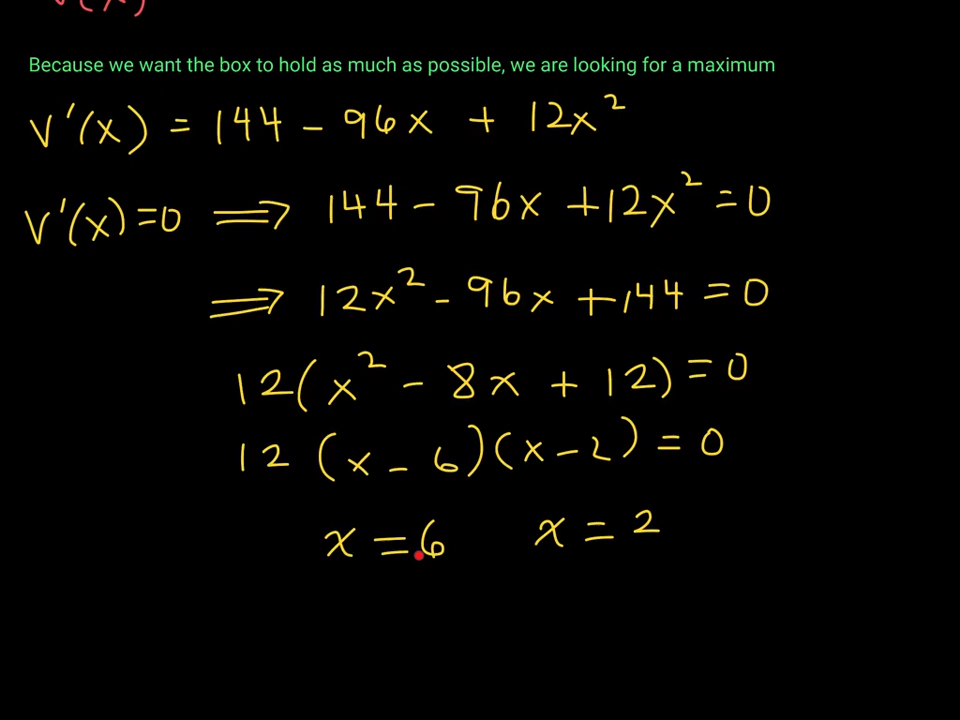 V(x)
Because we want the box to hold as much as possible, we are looking for a maximum
V'(x) = 144 - 96x + 12x²
V'(x) = 0 ⟹ 144 - 96x + 12x² = 0
⟹ 12x² - 96x + 144 = 0
12(x² - 8x + 12) = 0
12 (x - 6)(x - 2) = 0
x = 6 x = 2